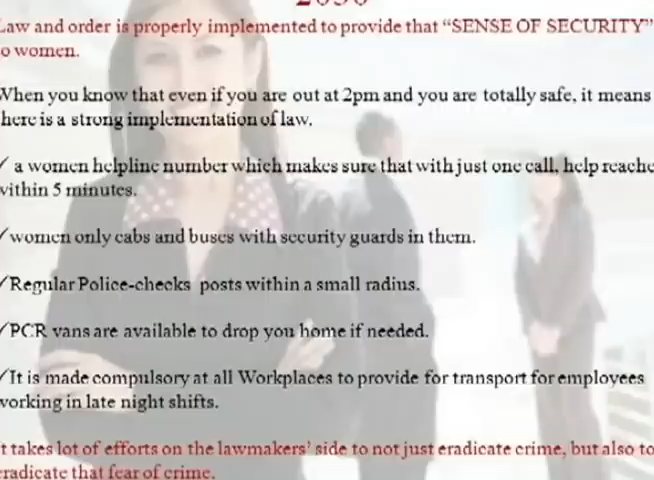 Law and order is properly implemented to provide that “SENSE OF SECURITY”
o women.
When you know that even if you are out at 2pm and you are totally safe, it means
here is a strong implementation of law.
✓ a women helpline number which makes sure that with just one call, help reache
within 5 minutes.
✓women only cabs and buses with security guards in them.
✓Regular Police-checks posts within a small radius.
✓PCR vans are available to drop you home if needed.
✓It is made compulsory at all Workplaces to provide for transport for employees
working in late night shifts.
t takes lot of efforts on the lawmakers’ side to not just eradicate crime, but also to
eradicate that fear of crime.